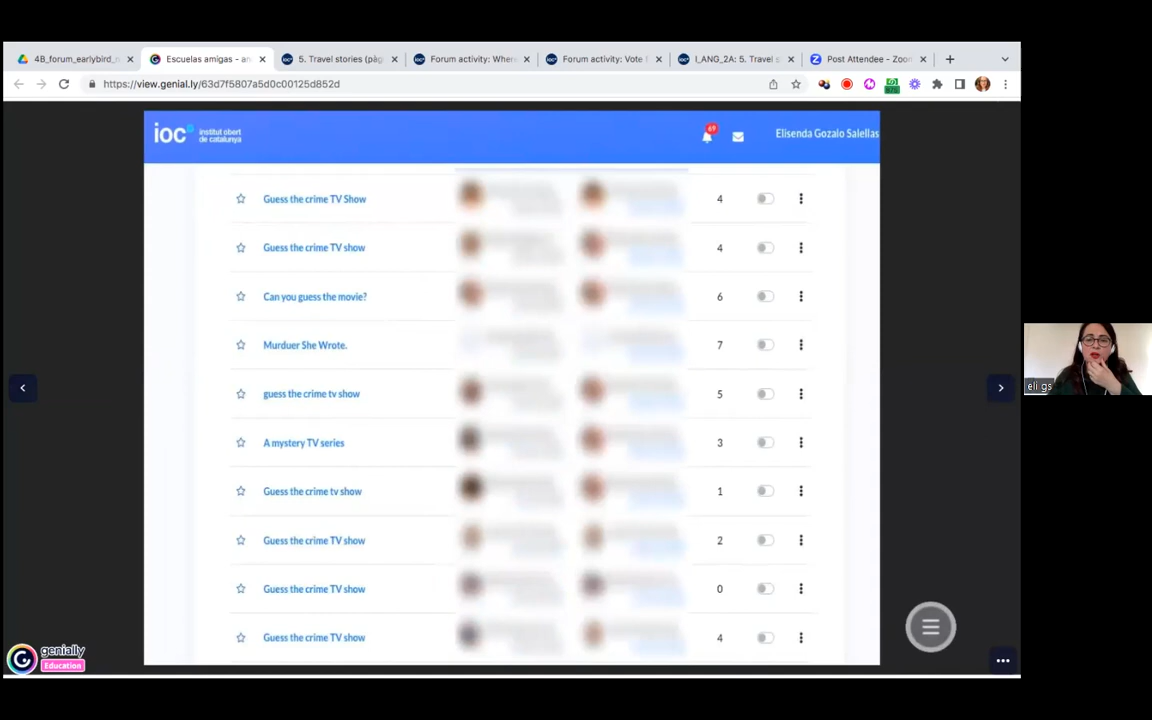 4B_forum_earlybird_n
Escuelas amigas - an
5. Travel stories (pàg
Forum activity: Wher
Forum activity: Vote
I_ANG_2A: 5. Travel s
Post Attendee - Zoom
https://view.genial.ly/63d7f5807a5d0c00125d852d
ioc institut obert
de catalunya
69
Elisenda Gozalo Salellas
Guess the crime TV Show 4
Guess the crime TV show 4
Can you guess the movie? 6
Murduer She Wrote. 7
guess the crime tv show 5
A mystery TV series 3
Guess the crime tv show 1
Guess the crime TV show 2
Guess the crime TV show 0
Guess the crime TV show 4
genially
Education
eli gs